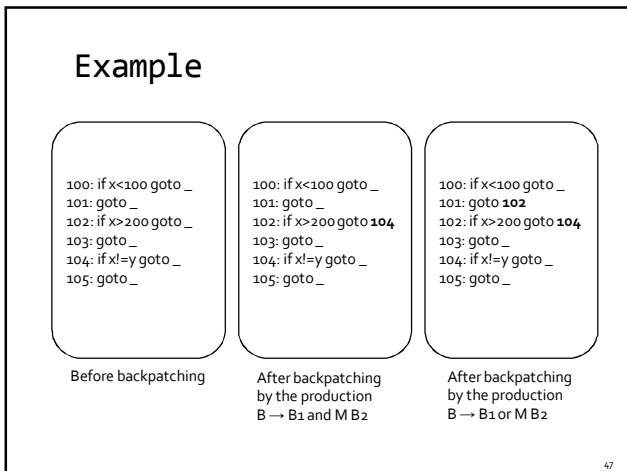 Example
100: if x<100 goto _
101: goto _
102: if x>200 goto _
103: goto _
104: if x!=y goto _
105: goto _
Before backpatching
100: if x<100 goto _
101: goto _
102: if x>200 goto 104
103: goto _
104: if x!=y goto _
105: goto _
After backpatching
by the production
B → B1 and M B2
100: if x<100 goto _
101: goto 102
102: if x>200 goto 104
103: goto _
104: if x!=y goto _
105: goto _
After backpatching
by the production
B → B1 or M B2
47